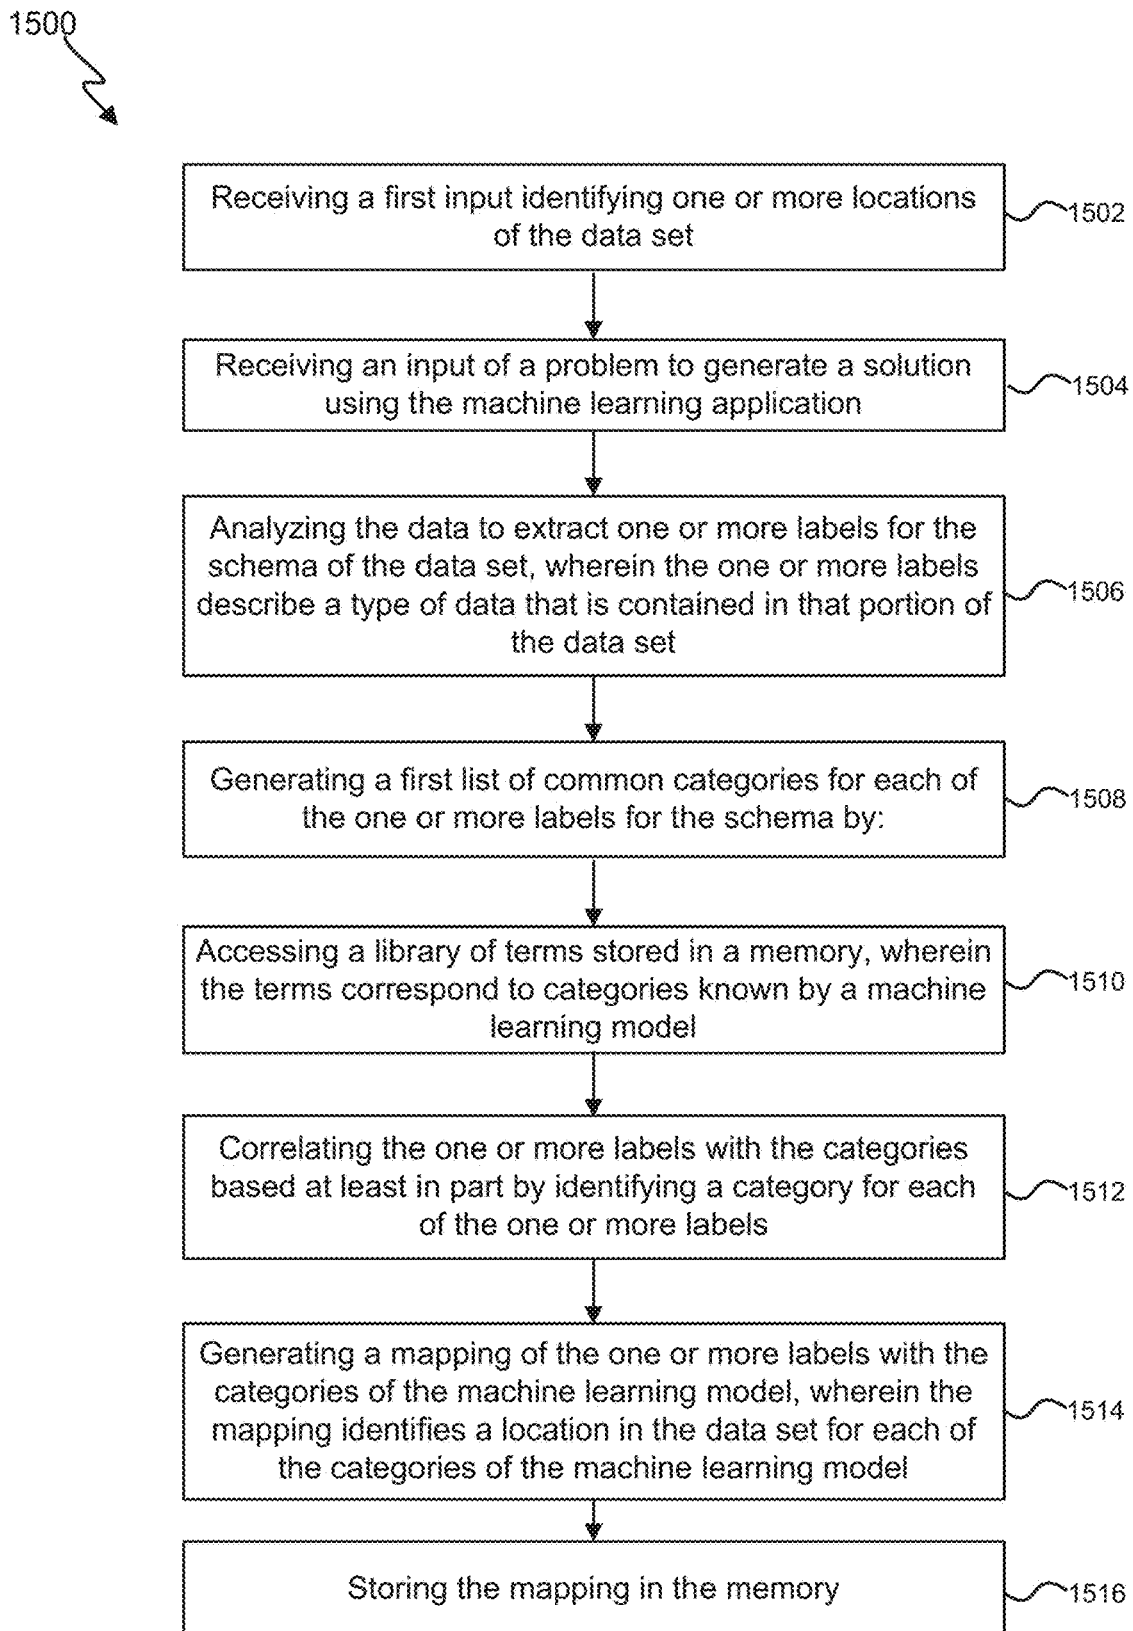 1500
Receiving a first input identifying one or more locations
of the data set
1502
Receiving an input of a problem to generate a solution
using the machine learning application
1504
Analyzing the data to extract one or more labels for the
schema of the data set, wherein the one or more labels
describe a type of data that is contained in that portion of
the data set
1506
Generating a first list of common categories for each of
the one or more labels for the schema by:
1508
Accessing a library of terms stored in a memory, wherein
the terms correspond to categories known by a machine
learning model
1510
Correlating the one or more labels with the categories
based at least in part by identifying a category for each
of the one or more labels
1512
Generating a mapping of the one or more labels with the
categories of the machine learning model, wherein the
mapping identifies a location in the data set for each of
the categories of the machine learning model
1514
Storing the mapping in the memory
1516